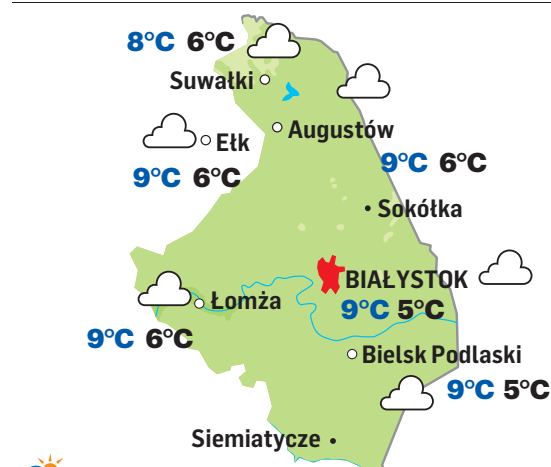 8°C 6°C
Suwałki
Augustów
Ełk
9°C 6°C
9°C 6°C
Sokółka
BIAŁYSTOK
9°C 5°C
Łomża
9°C 6°C
Bielsk Podlaski
9°C 5°C
Siemiatycze